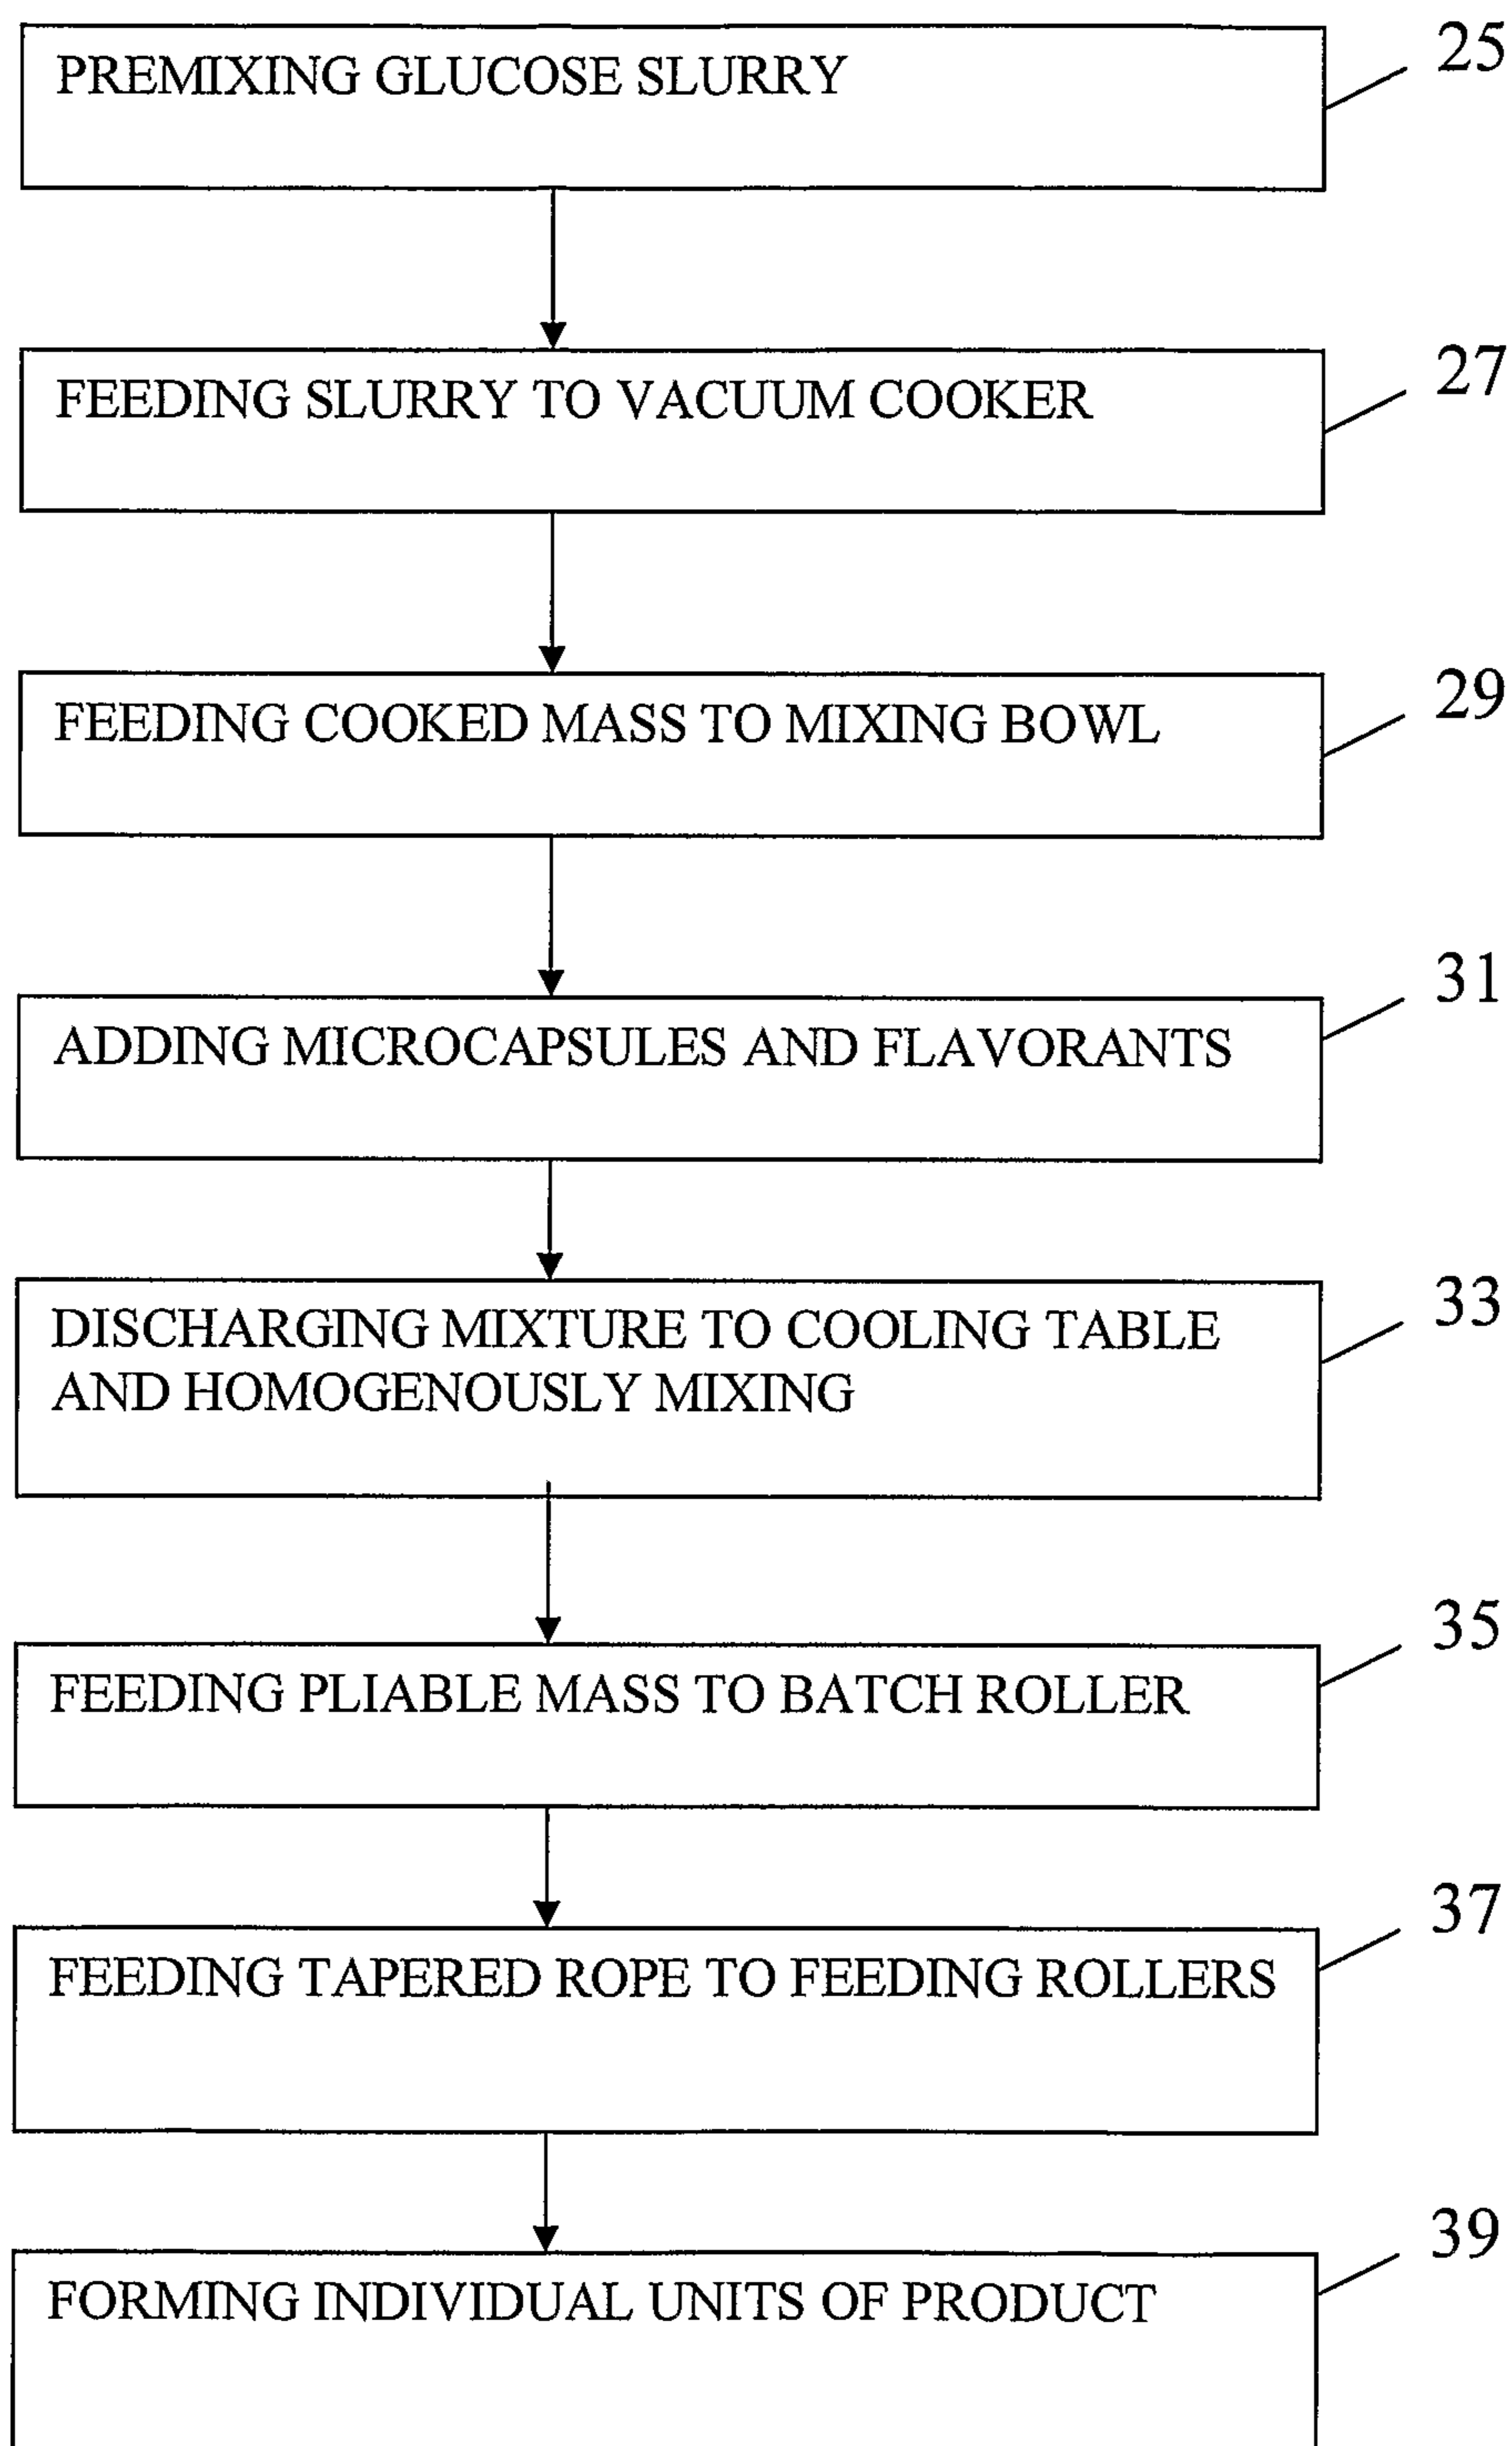 PREMIXING GLUCOSE SLURRY
25
FEEDING SLURRY TO VACUUM COOKER
27
FEEDING COOKED MASS TO MIXING BOWL
29
ADDING MICROCAPSULES AND FLAVORANTS
31
DISCHARGING MIXTURE TO COOLING TABLE
AND HOMOGENOUSLY MIXING
33
FEEDING PLIABLE MASS TO BATCH ROLLER
35
FEEDING TAPERED ROPE TO FEEDING ROLLERS
37
FORMING INDIVIDUAL UNITS OF PRODUCT
39